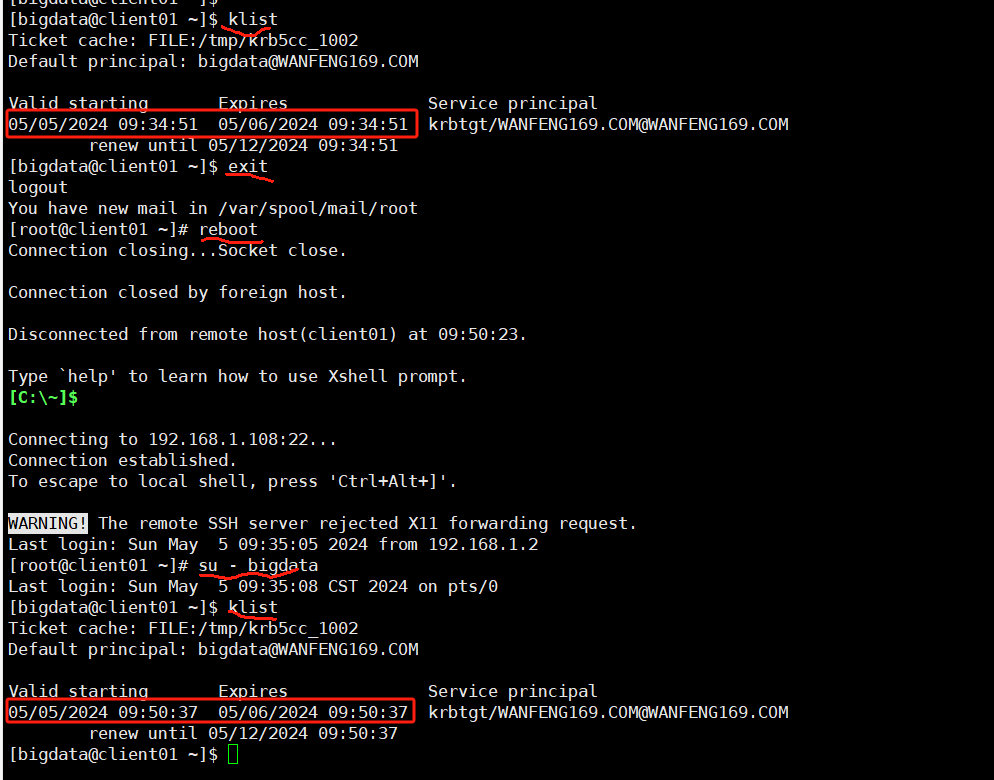 [bigdata@client01 ~]$
[bigdata@client01 ~]$ klist
Ticket cache: FILE:/tmp/krb5cc_1002
Default principal: bigdata@WANFENG169.COM
Valid starting       Expires              Service principal
05/05/2024 09:34:51  05/06/2024 09:34:51  krbtgt/WANFENG169.COM@WANFENG169.COM
        renew until 05/12/2024 09:34:51
[bigdata@client01 ~]$ exit
logout
You have new mail in /var/spool/mail/root
[root@client01 ~]# reboot
Connection closing...Socket close.
Connection closed by foreign host.
Disconnected from remote host(client01) at 09:50:23.
Type `help' to learn how to use Xshell prompt.
[C:\~]$
Connecting to 192.168.1.108:22...
Connection established.
To escape to local shell, press 'Ctrl+Alt+]'.
WARNING! The remote SSH server rejected X11 forwarding request.
Last login: Sun May  5 09:35:05 2024 from 192.168.1.2
[root@client01 ~]# su - bigdata
Last login: Sun May  5 09:35:08 CST 2024 on pts/0
[bigdata@client01 ~]$ klist
Ticket cache: FILE:/tmp/krb5cc_1002
Default principal: bigdata@WANFENG169.COM
Valid starting       Expires              Service principal
05/05/2024 09:50:37  05/06/2024 09:50:37  krbtgt/WANFENG169.COM@WANFENG169.COM
        renew until 05/12/2024 09:50:37
[bigdata@client01 ~]$